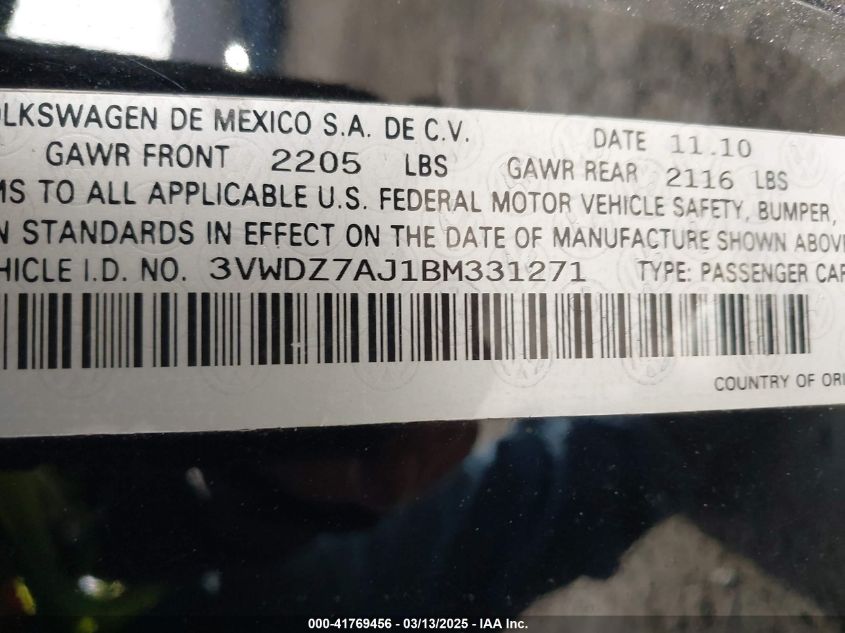 OLKSWAGEN DE MEXICO S.A. DE C.V. DATE 11.10
GAWR FRONT 2205 LBS GAWR REAR 2116 LBS
MS TO ALL APPLICABLE U.S. FEDERAL MOTOR VEHICLE SAFETY, BUMPER,
N STANDARDS IN EFFECT ON THE DATE OF MANUFACTURE SHOWN ABOVE
HICLE I.D. NO. 3VWDZ7AJ1BM331271 TYPE: PASSENGER CAR
COUNTRY OF ORI
000-41769456 - 03/13/2025 - IAA Inc.